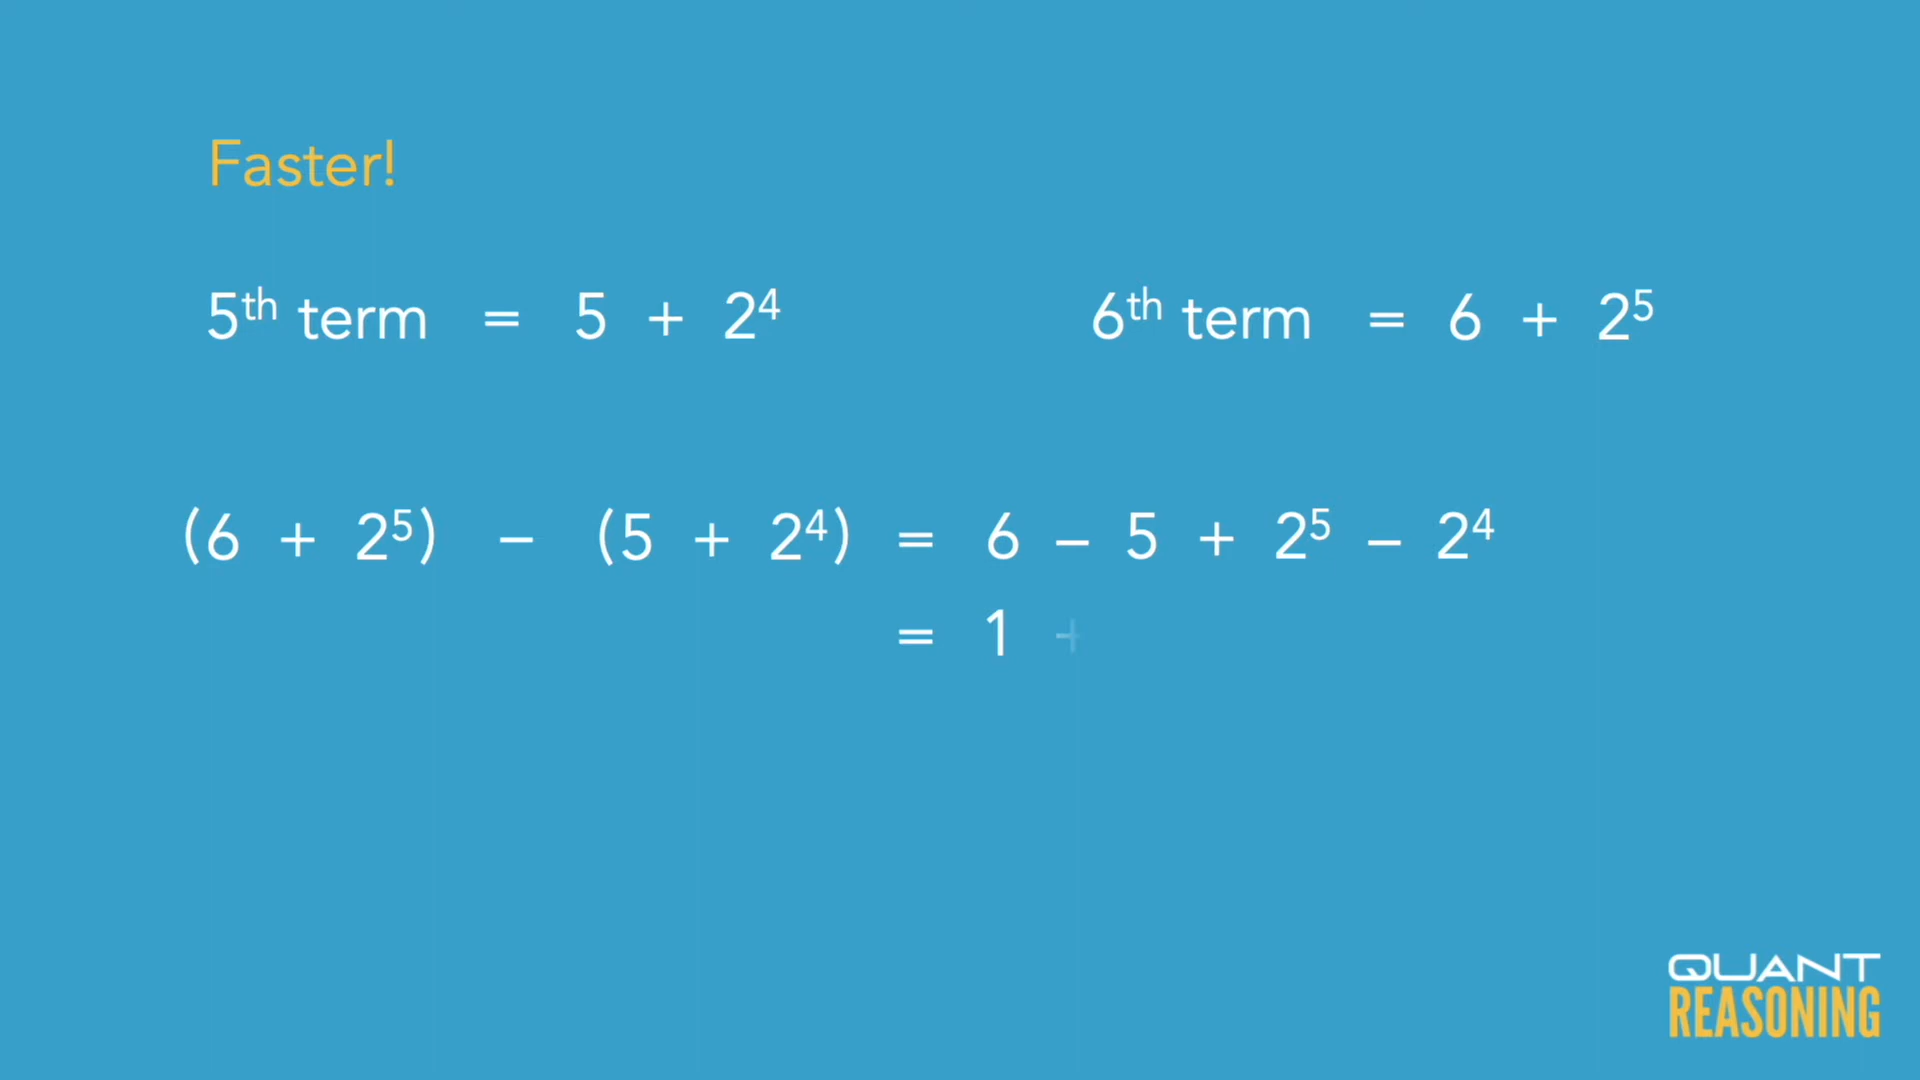 Faster!
5ᵗʰ term = 5 + 2⁴
6ᵗʰ term = 6 + 2⁵
(6 + 2⁵) – (5 + 2⁴) = 6 – 5 + 2⁵ – 2⁴
= 1 +
QUANT
REASONING